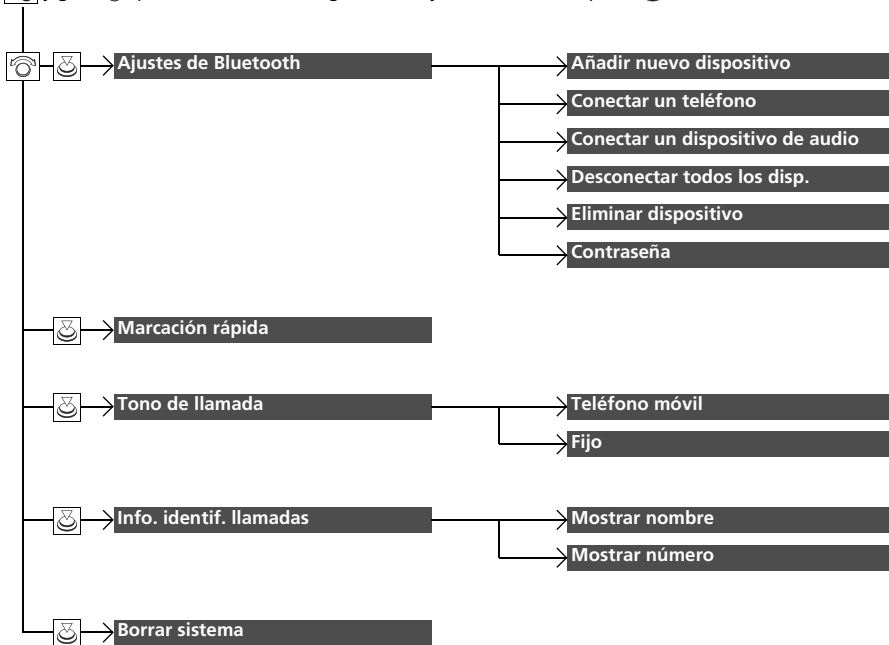 Ajustes de Bluetooth
Añadir nuevo dispositivo
Conectar un teléfono
Conectar un dispositivo de audio
Desconectar todos los disp.
Eliminar dispositivo
Contraseña
Marcación rápida
Tono de llamada
Teléfono móvil
Fijo
Info. identif. llamadas
Mostrar nombre
Mostrar número
Borrar sistema